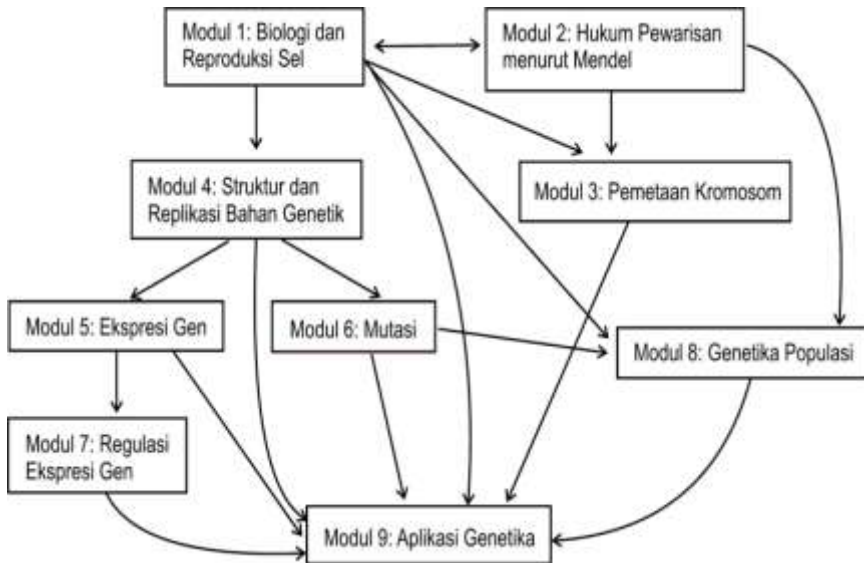 Modul 1: Biologi dan
Reproduksi Sel
Modul 2: Hukum Pewarisan
menurut Mendel
Modul 4: Struktur dan
Replikasi Bahan Genetik
Modul 3: Pemetaan Kromosom
Modul 5: Ekspresi Gen
Modul 6: Mutasi
Modul 8: Genetika Populasi
Modul 7: Regulasi
Ekspresi Gen
Modul 9: Aplikasi Genetika